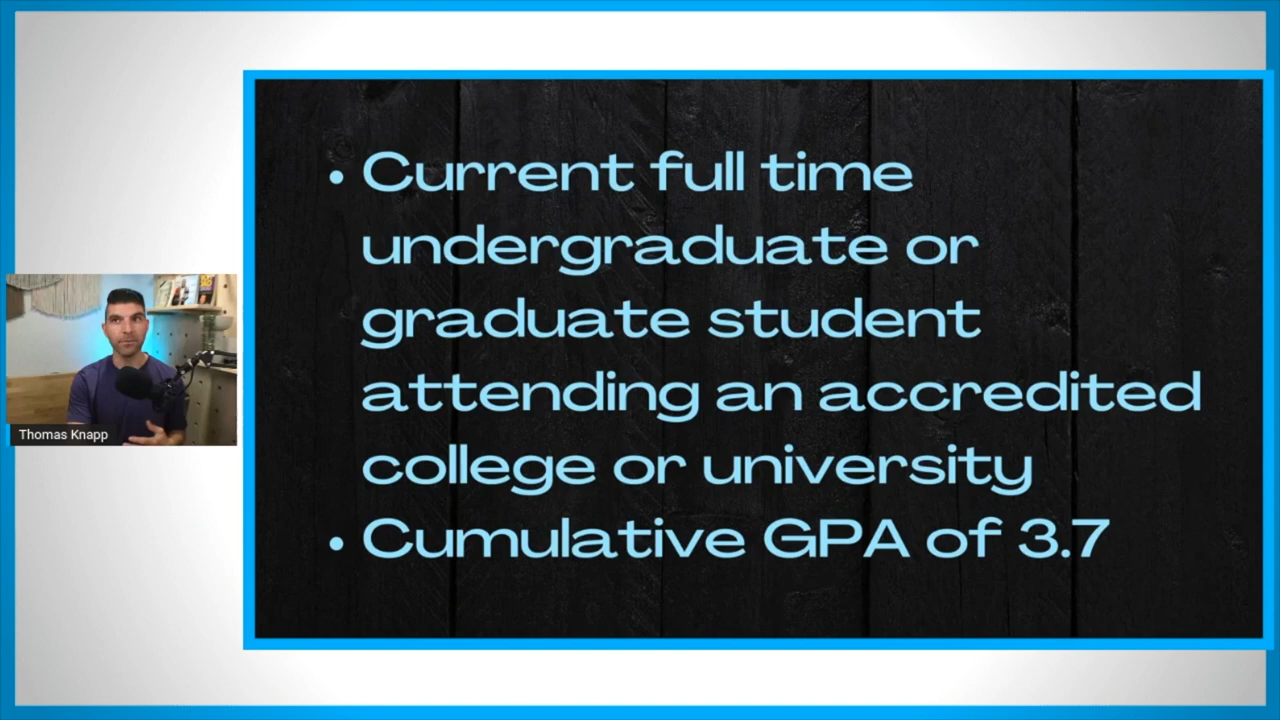 • Current full time
undergraduate or
graduate student
attending an accredited
college or university
• Cumulative GPA of 3.7
Thomas Knapp